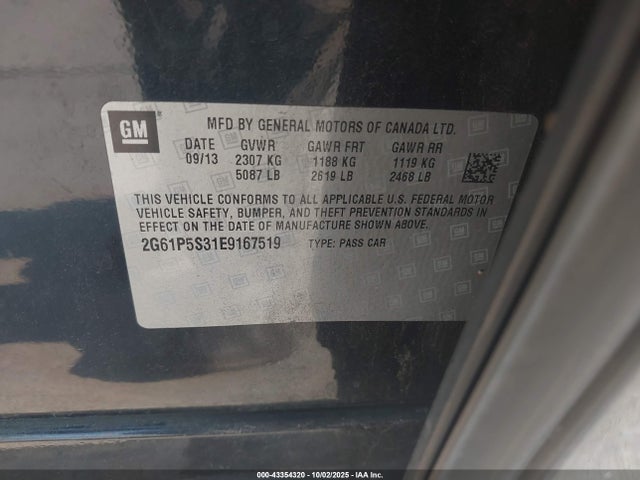 GM
MFD BY GENERAL MOTORS OF CANADA LTD.
DATE GVWR GAWR FRT GAWR RR
09/13 2307 KG 1188 KG 1119 KG
5087 LB 2619 LB 2468 LB
THIS VEHICLE CONFORMS TO ALL APPLICABLE U.S. FEDERAL MOTOR
VEHICLE SAFETY, BUMPER, AND THEFT PREVENTION STANDARDS IN
EFFECT ON THE DATE OF MANUFACTURE SHOWN ABOVE.
2G61P5S31E9167519 TYPE: PASS CAR
000-43354320 | 10/02/2025 | IAA Inc.